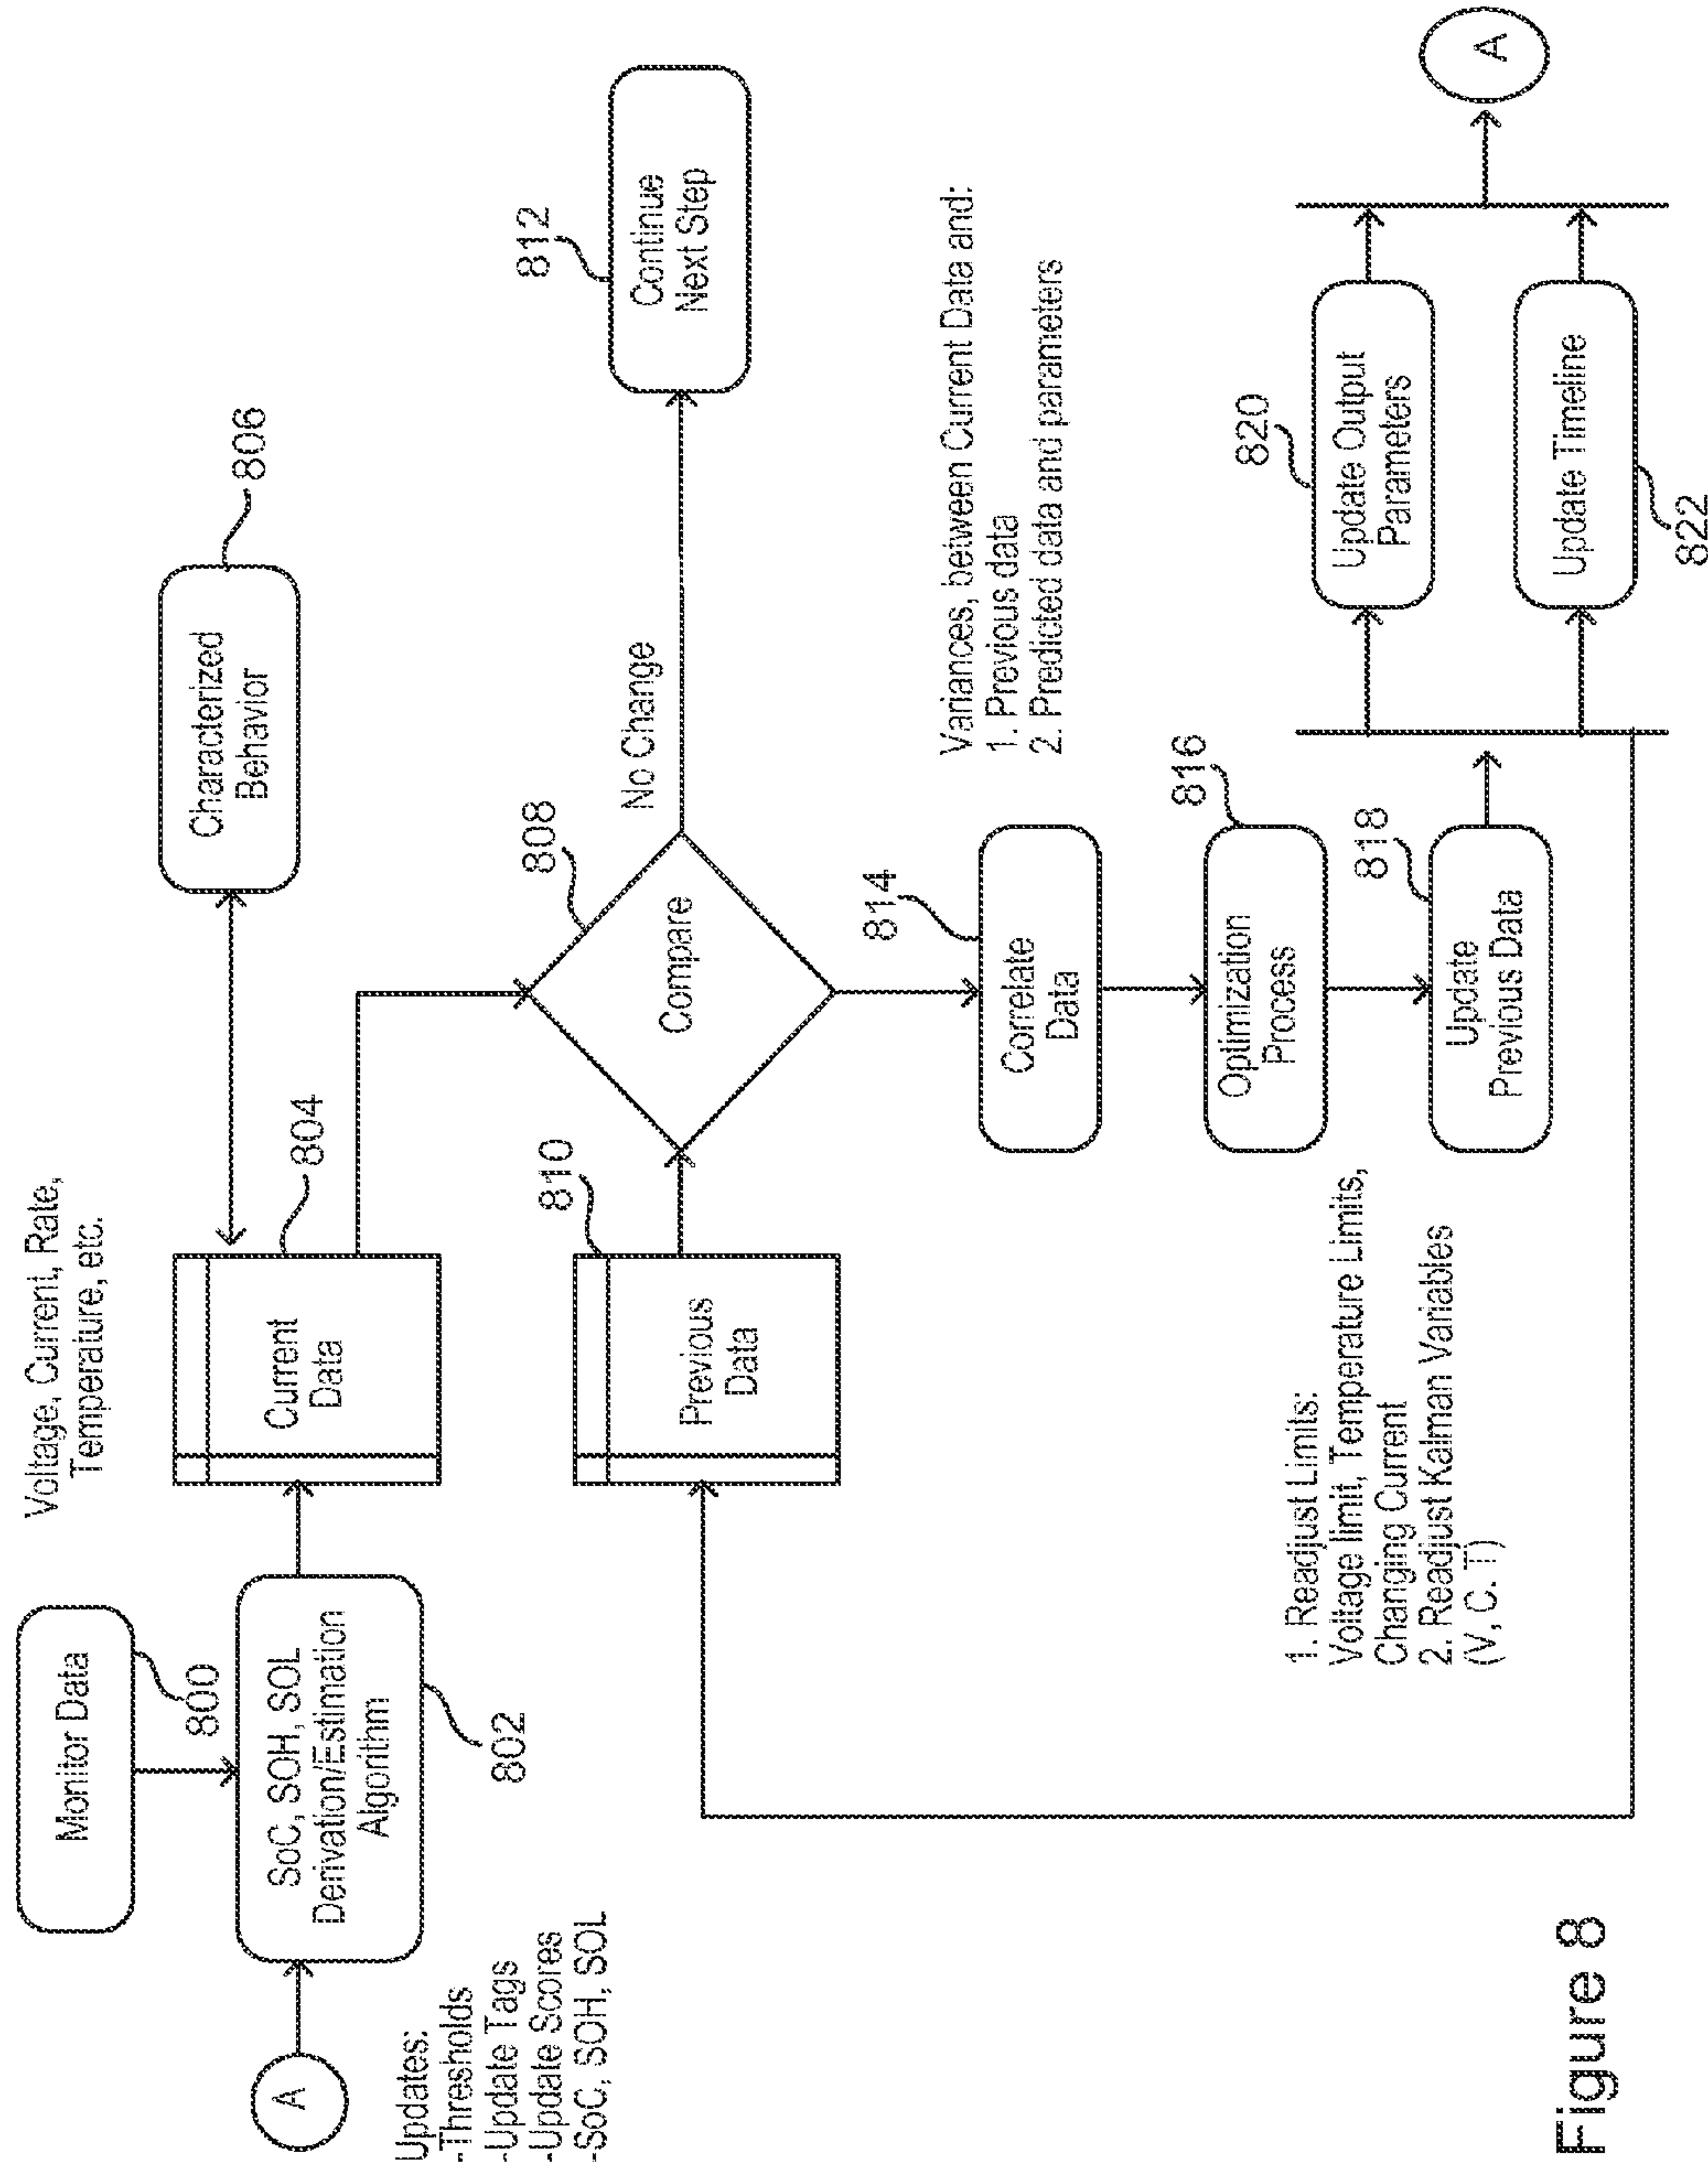 Monitor Data
800
Voltage, Current, Rate,
Temperature, etc.
A
SoC, SOH, SOL
Derivation/Estimation
Algorithm
802
Updates:
-Thresholds
-Update Tags
-Update Scores
-SoC, SOH, SOL
Current
Data
804
Characterized
Behavior
806
Previous
Data
810
Compare
808
No Change
Continue
Next Step
812
Variances, between Current Data and:
1. Previous data
2. Predicted data and parameters
Correlate
Data
814
Optimization
Process
816
Update
Previous Data
818
1. Readjust Limits:
Voltage limit, Temperature Limits,
Changing Current
2. Readjust Kalman Variables
(V, C. T)
Update Output
Parameters
820
Update Timeline
822
A
Figure 8